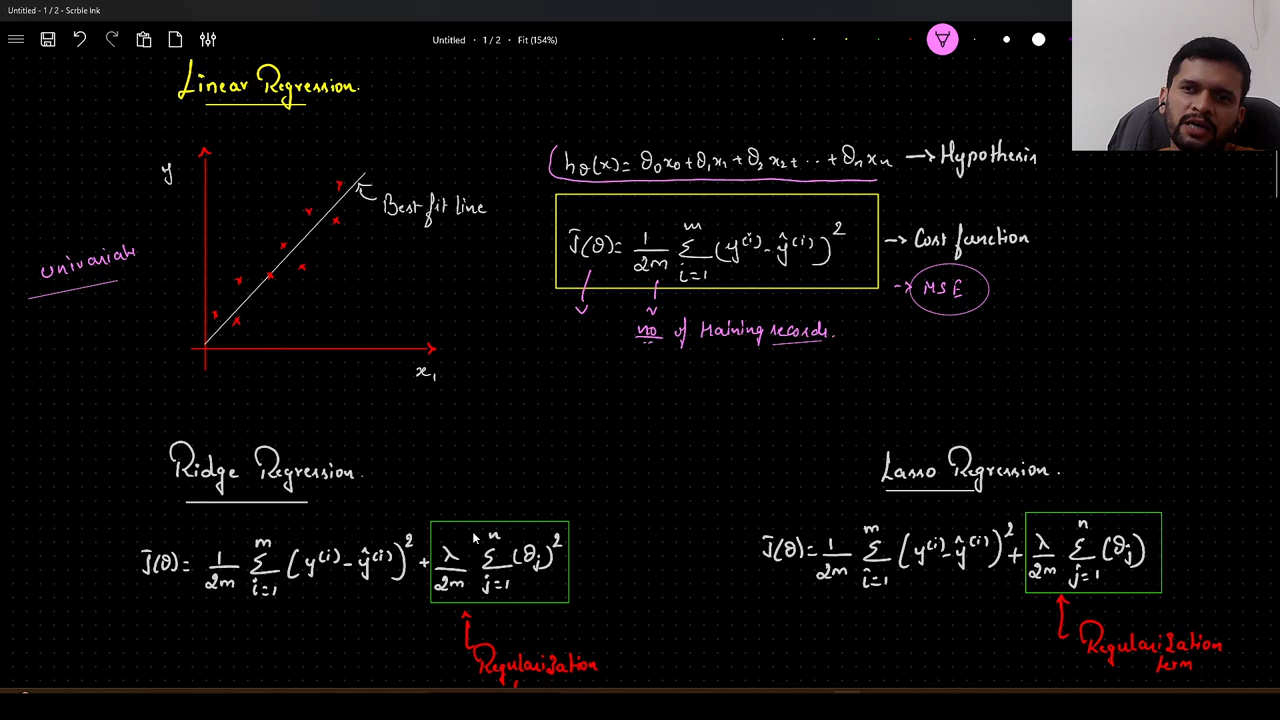 Untitled - 1 / 2 - Scrble Ink
Untitled • 1 / 2 • Fit (154%)
Linear Regression.
y
Best fit line
univariate
x₁
h_θ(x) = θ₀x₀ + θ₁x₁ + θ₂x₂ + ... + θₙxₙ → Hypothesis
J(θ) = 1/2m Σ_{i=1}^{m} (y^(i) - ŷ^(i))² → Cost function
→ MSE
no of training records.
Ridge Regression.
J(θ) = 1/2m Σ_{i=1}^{m} (y^(i) - ŷ^(i))² + λ/2m Σ_{j=1}^{n} (θ_j)²
Regularization
Lasso Regression.
J(θ) = 1/2m Σ_{i=1}^{m} (y^(i) - ŷ^(i))² + λ/2m Σ_{j=1}^{n} (θ_j)
Regularization
term